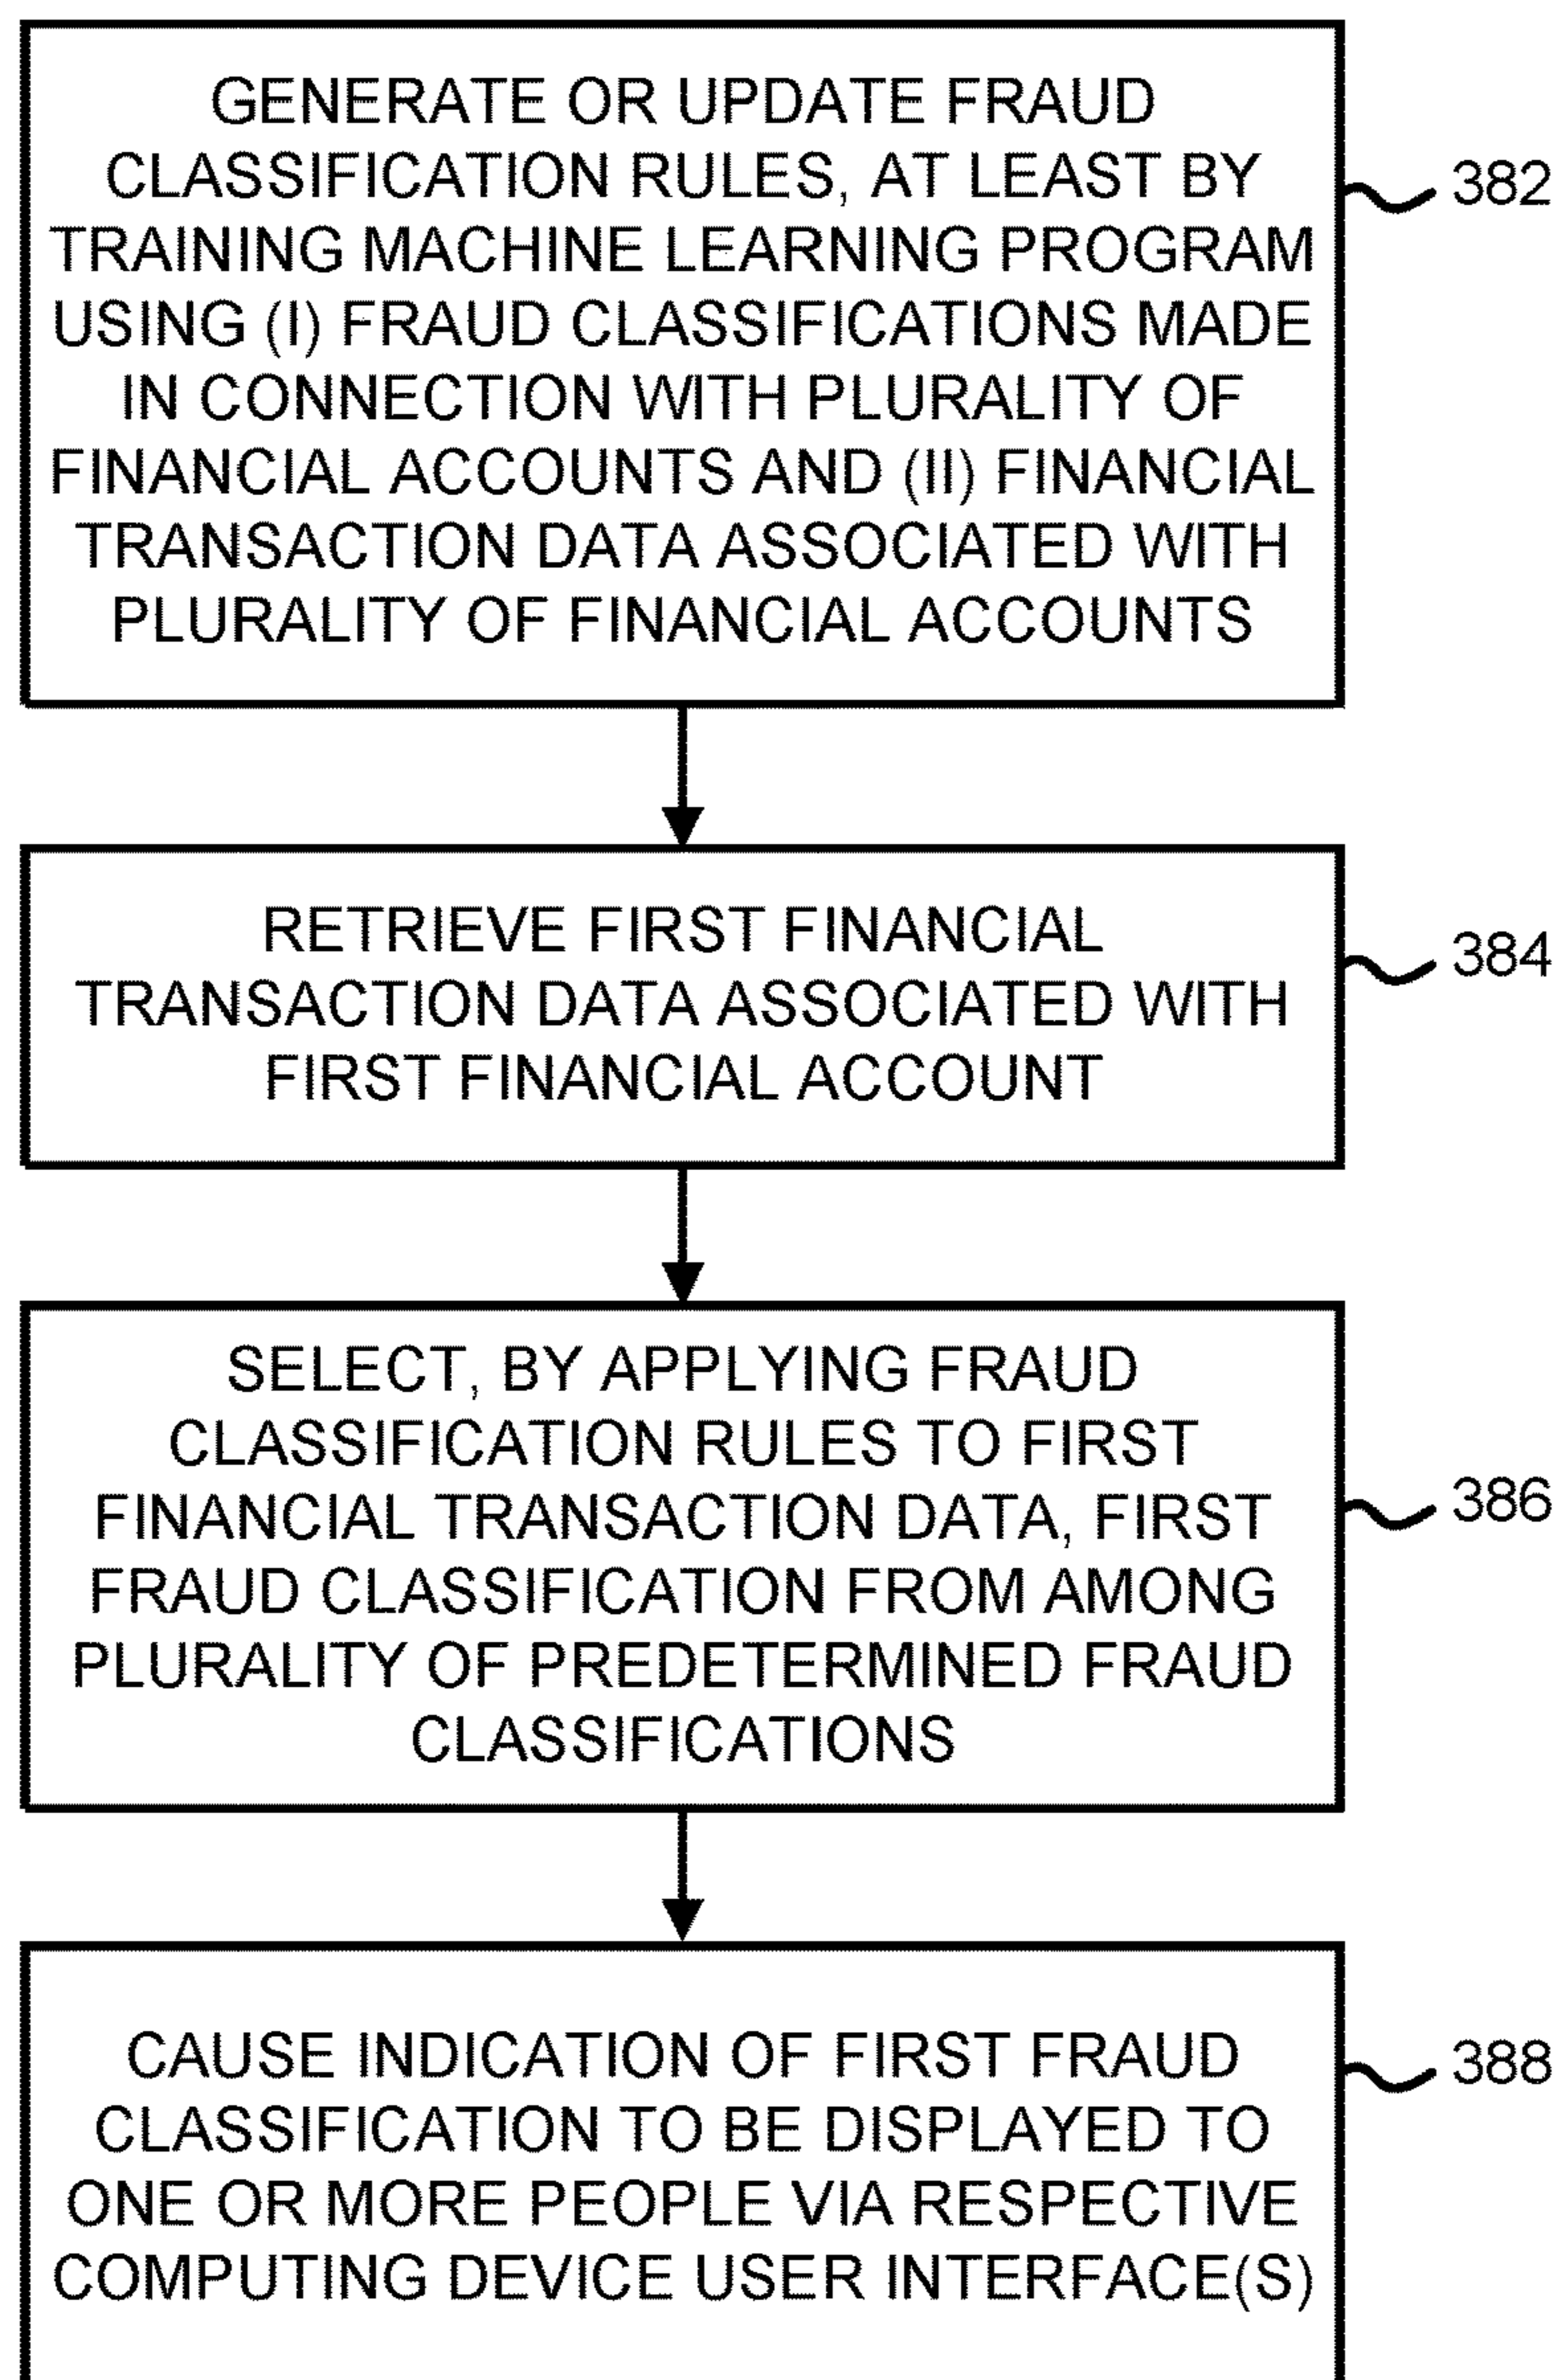 GENERATE OR UPDATE FRAUD
CLASSIFICATION RULES, AT LEAST BY
TRAINING MACHINE LEARNING PROGRAM
USING (I) FRAUD CLASSIFICATIONS MADE
IN CONNECTION WITH PLURALITY OF
FINANCIAL ACCOUNTS AND (II) FINANCIAL
TRANSACTION DATA ASSOCIATED WITH
PLURALITY OF FINANCIAL ACCOUNTS
382
RETRIEVE FIRST FINANCIAL
TRANSACTION DATA ASSOCIATED WITH
FIRST FINANCIAL ACCOUNT
384
SELECT, BY APPLYING FRAUD
CLASSIFICATION RULES TO FIRST
FINANCIAL TRANSACTION DATA, FIRST
FRAUD CLASSIFICATION FROM AMONG
PLURALITY OF PREDETERMINED FRAUD
CLASSIFICATIONS
386
CAUSE INDICATION OF FIRST FRAUD
CLASSIFICATION TO BE DISPLAYED TO
ONE OR MORE PEOPLE VIA RESPECTIVE
COMPUTING DEVICE USER INTERFACE(S)
388